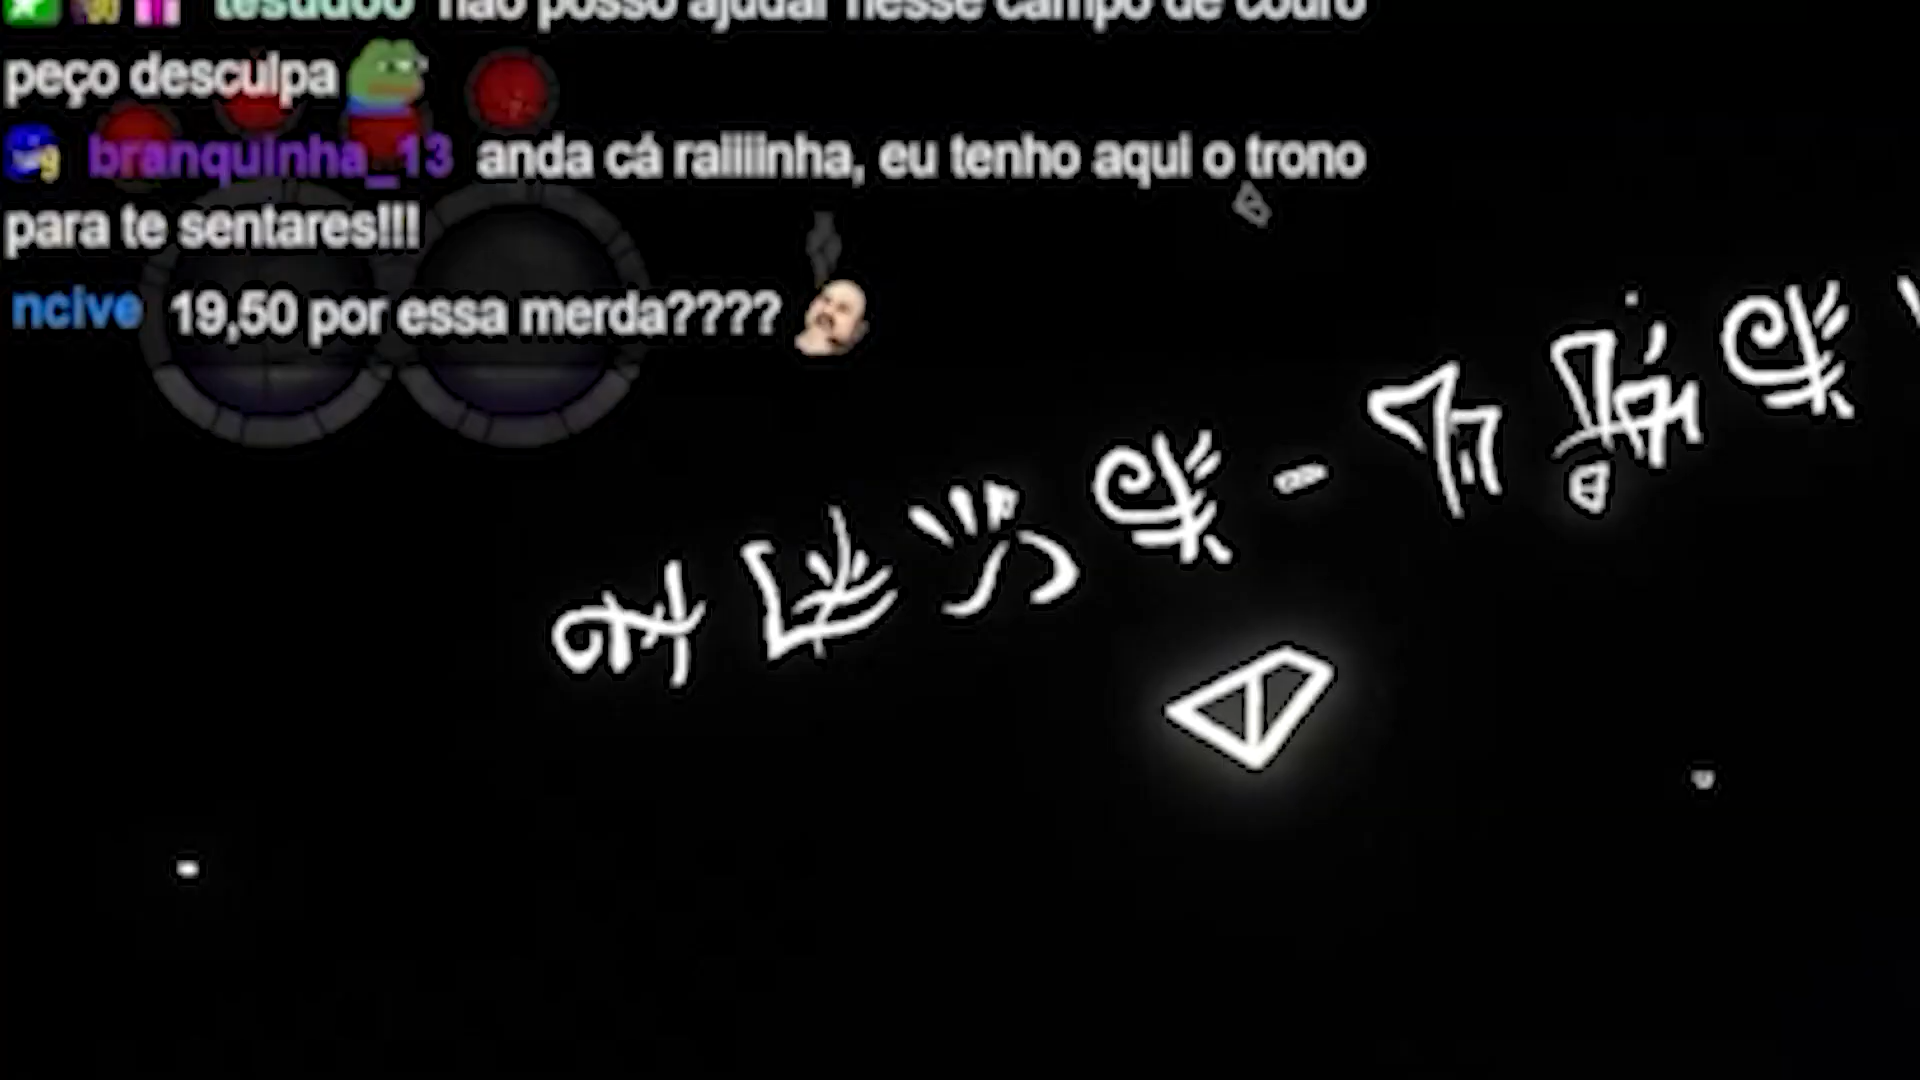 tesudoo não posso ajudar nesse campo de couro
peço desculpa
branquinha_13 anda cá raiiiinha, eu tenho aqui o trono
para te sentares!!!
ncive 19,50 por essa merda????